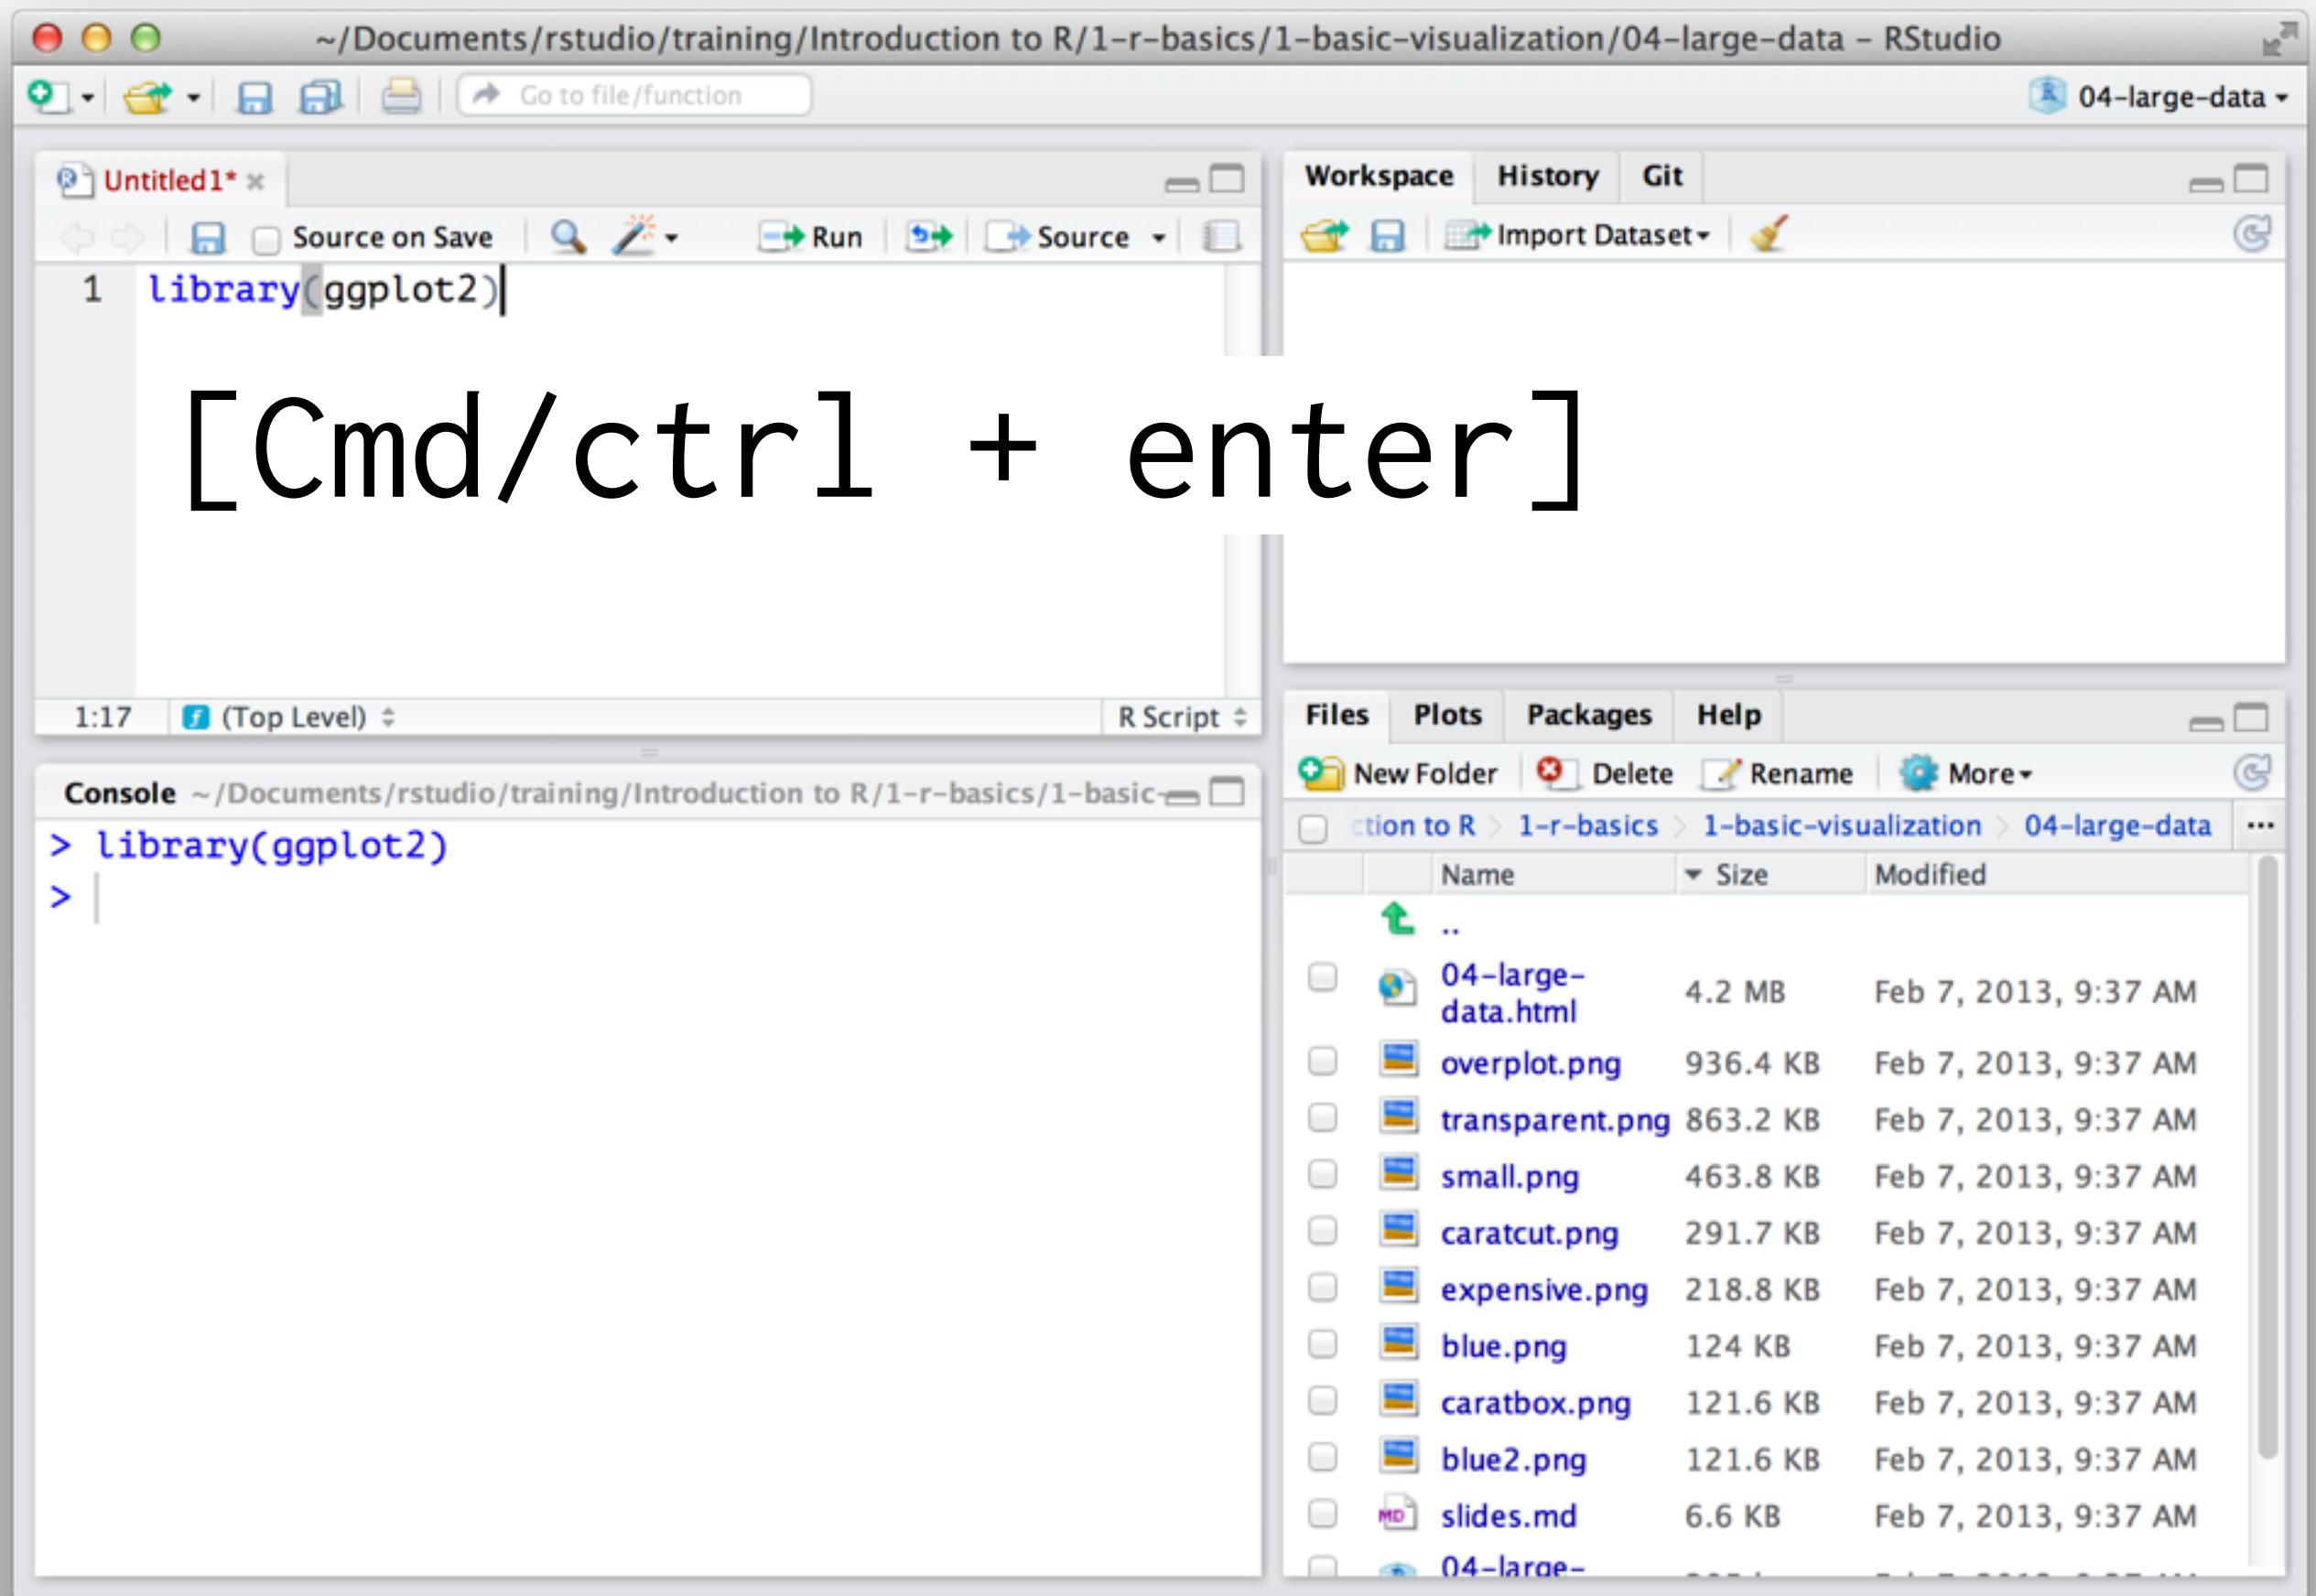 ~/Documents/rstudio/training/Introduction to R/1-r-basics/1-basic-visualization/04-large-data – RStudio
Go to file/function
04-large-data
Untitled1*
Source on Save Run Source
1 library(ggplot2)
[Cmd/ctrl + enter]
1:17 (Top Level) R Script
Console ~/Documents/rstudio/training/Introduction to R/1-r-basics/1-basic-
> library(ggplot2)
>
Workspace History Git
Import Dataset
Files Plots Packages Help
New Folder Delete Rename More
ction to R 1-r-basics 1-basic-visualization 04-large-data ...
Name Size Modified
..
04-large-
data.html 4.2 MB Feb 7, 2013, 9:37 AM
overplot.png 936.4 KB Feb 7, 2013, 9:37 AM
transparent.png 863.2 KB Feb 7, 2013, 9:37 AM
small.png 463.8 KB Feb 7, 2013, 9:37 AM
caratcut.png 291.7 KB Feb 7, 2013, 9:37 AM
expensive.png 218.8 KB Feb 7, 2013, 9:37 AM
blue.png 124 KB Feb 7, 2013, 9:37 AM
caratbox.png 121.6 KB Feb 7, 2013, 9:37 AM
blue2.png 121.6 KB Feb 7, 2013, 9:37 AM
MD slides.md 6.6 KB Feb 7, 2013, 9:37 AM
04-large-